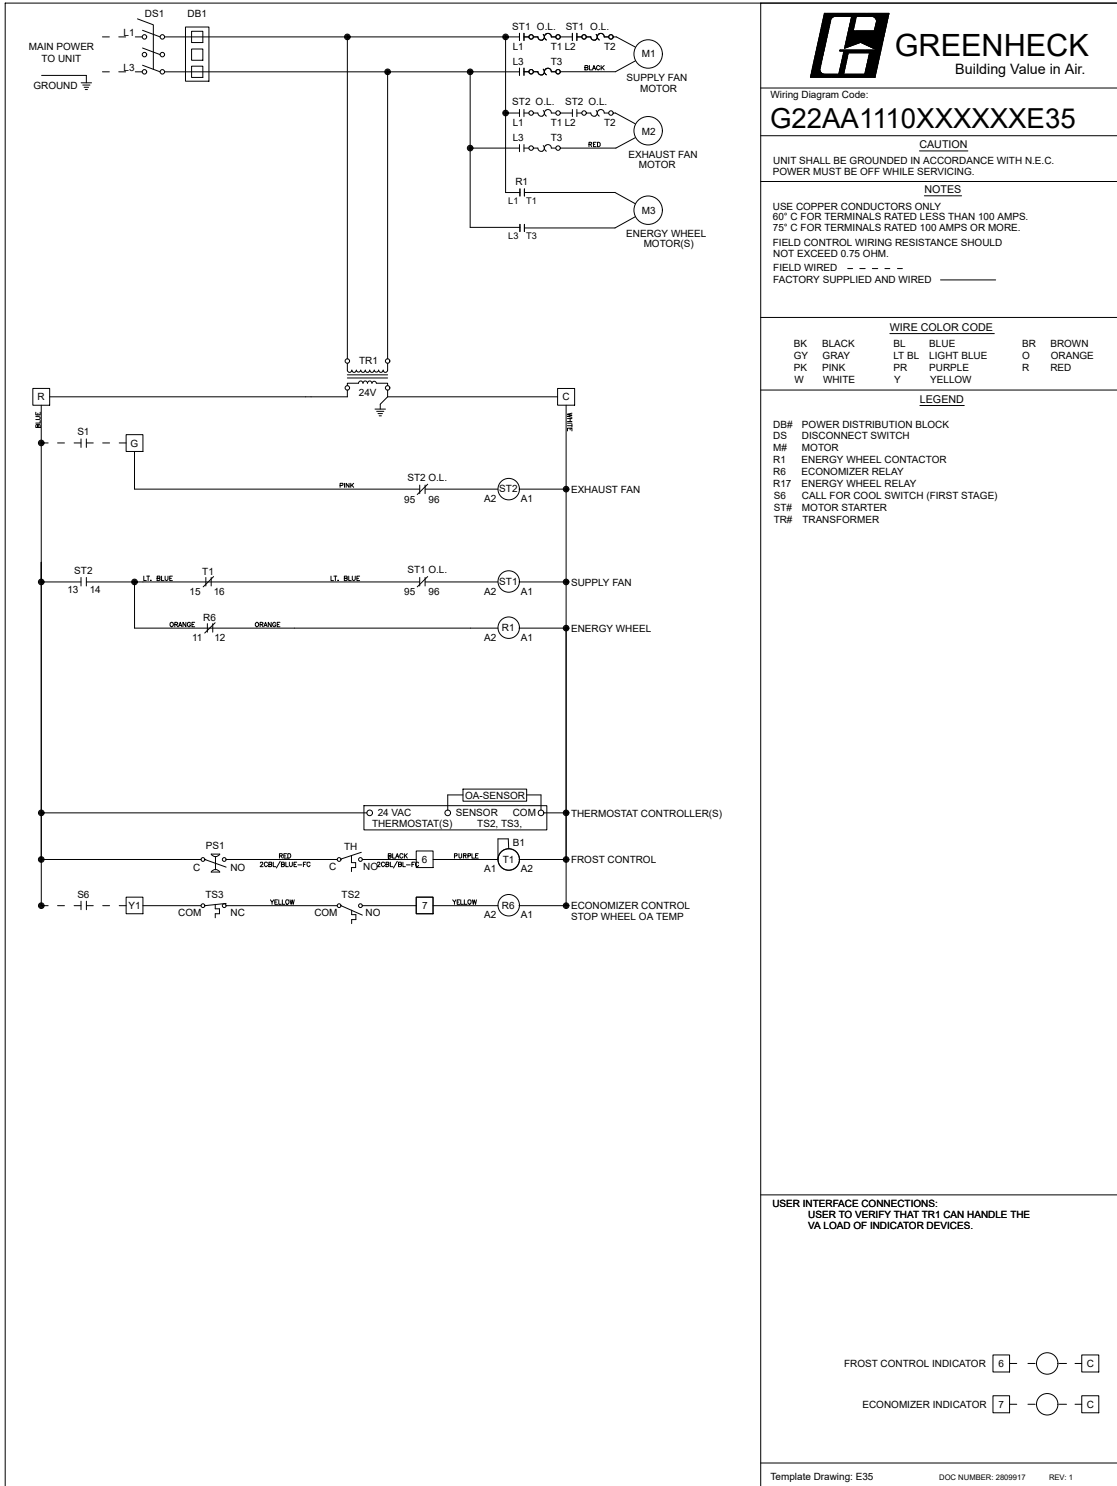 DS1 DB1
L1
MAIN POWER
TO UNIT
L3
GROUND
ST1 O.L. ST1 O.L.
L1 T1 L2 T2
M1
L3 T3
BLACK
SUPPLY FAN
MOTOR
ST2 O.L. ST2 O.L.
L1 T1 L2 T2
M2
L3 T3
RED
EXHAUST FAN
MOTOR
R1
L1 T1
M3
L3 T3
ENERGY WHEEL
MOTOR(S)
TR1
24V
R
C
BLUE
WHITE
S1
G
PINK
ST2 O.L.
95 96
ST2
A2 A1
EXHAUST FAN
ST2
13 14
LT. BLUE
T1
15 16
LT. BLUE
ST1 O.L.
95 96
ST1
A2 A1
SUPPLY FAN
ORANGE
R6
11 12
ORANGE
R1
A2 A1
ENERGY WHEEL
OA-SENSOR
24 VAC SENSOR COM
THERMOSTAT(S) TS2, TS3,
THERMOSTAT CONTROLLER(S)
PS1
C NO
RED
2CBL/BLUE-FC
TH
C NO
BLACK
2CBL/BL-FC
6
PURPLE
B1
T1
A1 A2
FROST CONTROL
S6
Y1
TS3
COM NC
YELLOW
TS2
COM NO
7
YELLOW
R6
A2 A1
ECONOMIZER CONTROL
STOP WHEEL OA TEMP
GREENHECK
Building Value in Air.
Wiring Diagram Code:
G22AA1110XXXXXXE35
CAUTION
UNIT SHALL BE GROUNDED IN ACCORDANCE WITH N.E.C.
POWER MUST BE OFF WHILE SERVICING.
NOTES
USE COPPER CONDUCTORS ONLY
60° C FOR TERMINALS RATED LESS THAN 100 AMPS.
75° C FOR TERMINALS RATED 100 AMPS OR MORE.
FIELD CONTROL WIRING RESISTANCE SHOULD
NOT EXCEED 0.75 OHM.
FIELD WIRED
FACTORY SUPPLIED AND WIRED
WIRE COLOR CODE
BK BLACK BL BLUE BR BROWN
GY GRAY LT BL LIGHT BLUE O ORANGE
PK PINK PR PURPLE R RED
W WHITE Y YELLOW
LEGEND
DB# POWER DISTRIBUTION BLOCK
DS DISCONNECT SWITCH
M# MOTOR
R1 ENERGY WHEEL CONTACTOR
R6 ECONOMIZER RELAY
R17 ENERGY WHEEL RELAY
S6 CALL FOR COOL SWITCH (FIRST STAGE)
ST# MOTOR STARTER
TR# TRANSFORMER
USER INTERFACE CONNECTIONS:
USER TO VERIFY THAT TR1 CAN HANDLE THE
VA LOAD OF INDICATOR DEVICES.
FROST CONTROL INDICATOR 6 C
ECONOMIZER INDICATOR 7 C
Template Drawing: E35 DOC NUMBER: 2809917 REV: 1